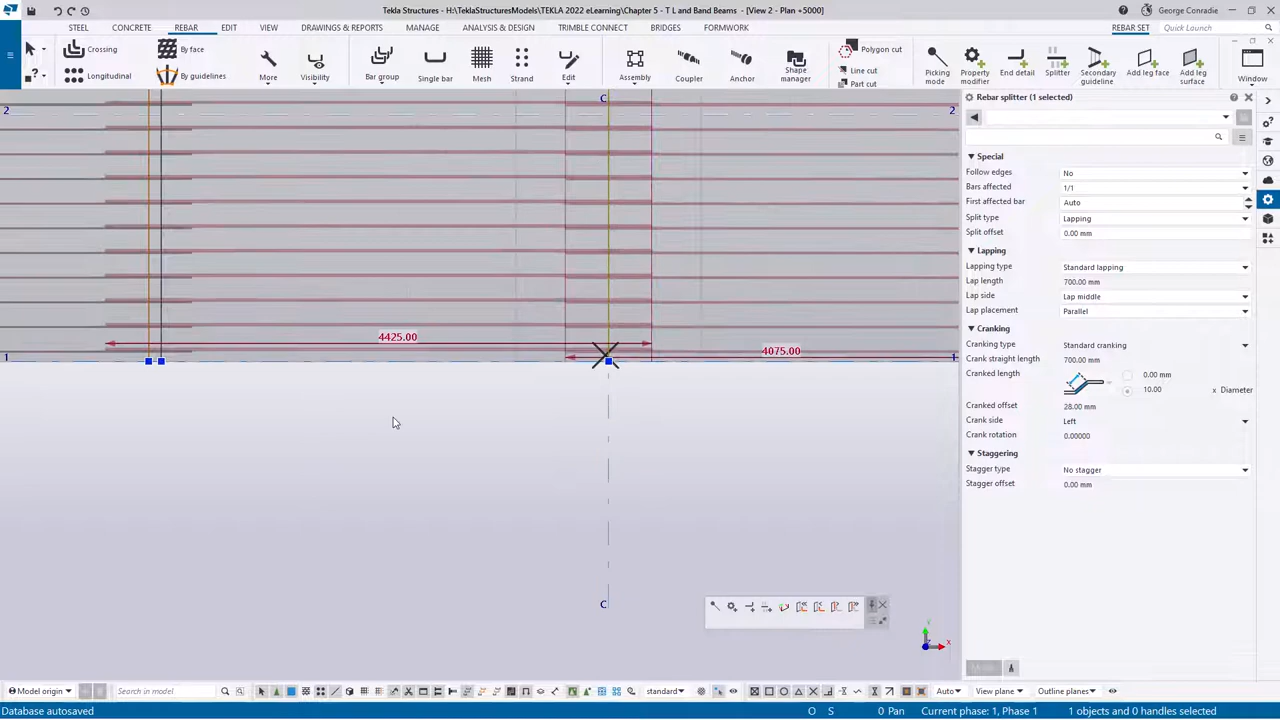 Tekla Structures - H:\TeklaStructuresModels\TEKLA 2022 eLearning\Chapter 5 - T L and Band Beams - [View 2 - Plan +5000]
George Conradie
STEEL CONCRETE REBAR EDIT VIEW DRAWINGS & REPORTS MANAGE ANALYSIS & DESIGN TRIMBLE CONNECT BRIDGES FORMWORK REBAR SET Quick Launch
Crossing
Longitudinal
By face
By guidelines
More
Visibility
Bar group
Single bar
Mesh
Strand
Edit
Assembly
Coupler
Anchor
Shape manager
Polygon cut
Line cut
Part cut
Picking mode
Property modifier
End detail
Splitter
Secondary guideline
Add leg face
Add leg surface
Window
Rebar splitter (1 selected)
Special
Follow edges No
Bars affected 1/1
First affected bar Auto
Split type Lapping
Split offset 0.00 mm
Lapping
Lapping type Standard lapping
Lap length 700.00 mm
Lap side Lap middle
Lap placement Parallel
Cranking
Cranking type Standard cranking
Crank straight length 700.00 mm
Cranked length 0.00 mm
10.00 x Diameter
Cranked offset 28.00 mm
Crank side Left
Crank rotation 0.00000
Staggering
Stagger type No stagger
Stagger offset 0.00 mm
C
2 2
4425.00
4075.00
1 1
C
Y
x
Model origin Search in model standard Auto View plane Outline planes
Database autosaved O S 0 Pan Current phase: 1, Phase 1 1 objects and 0 handles selected